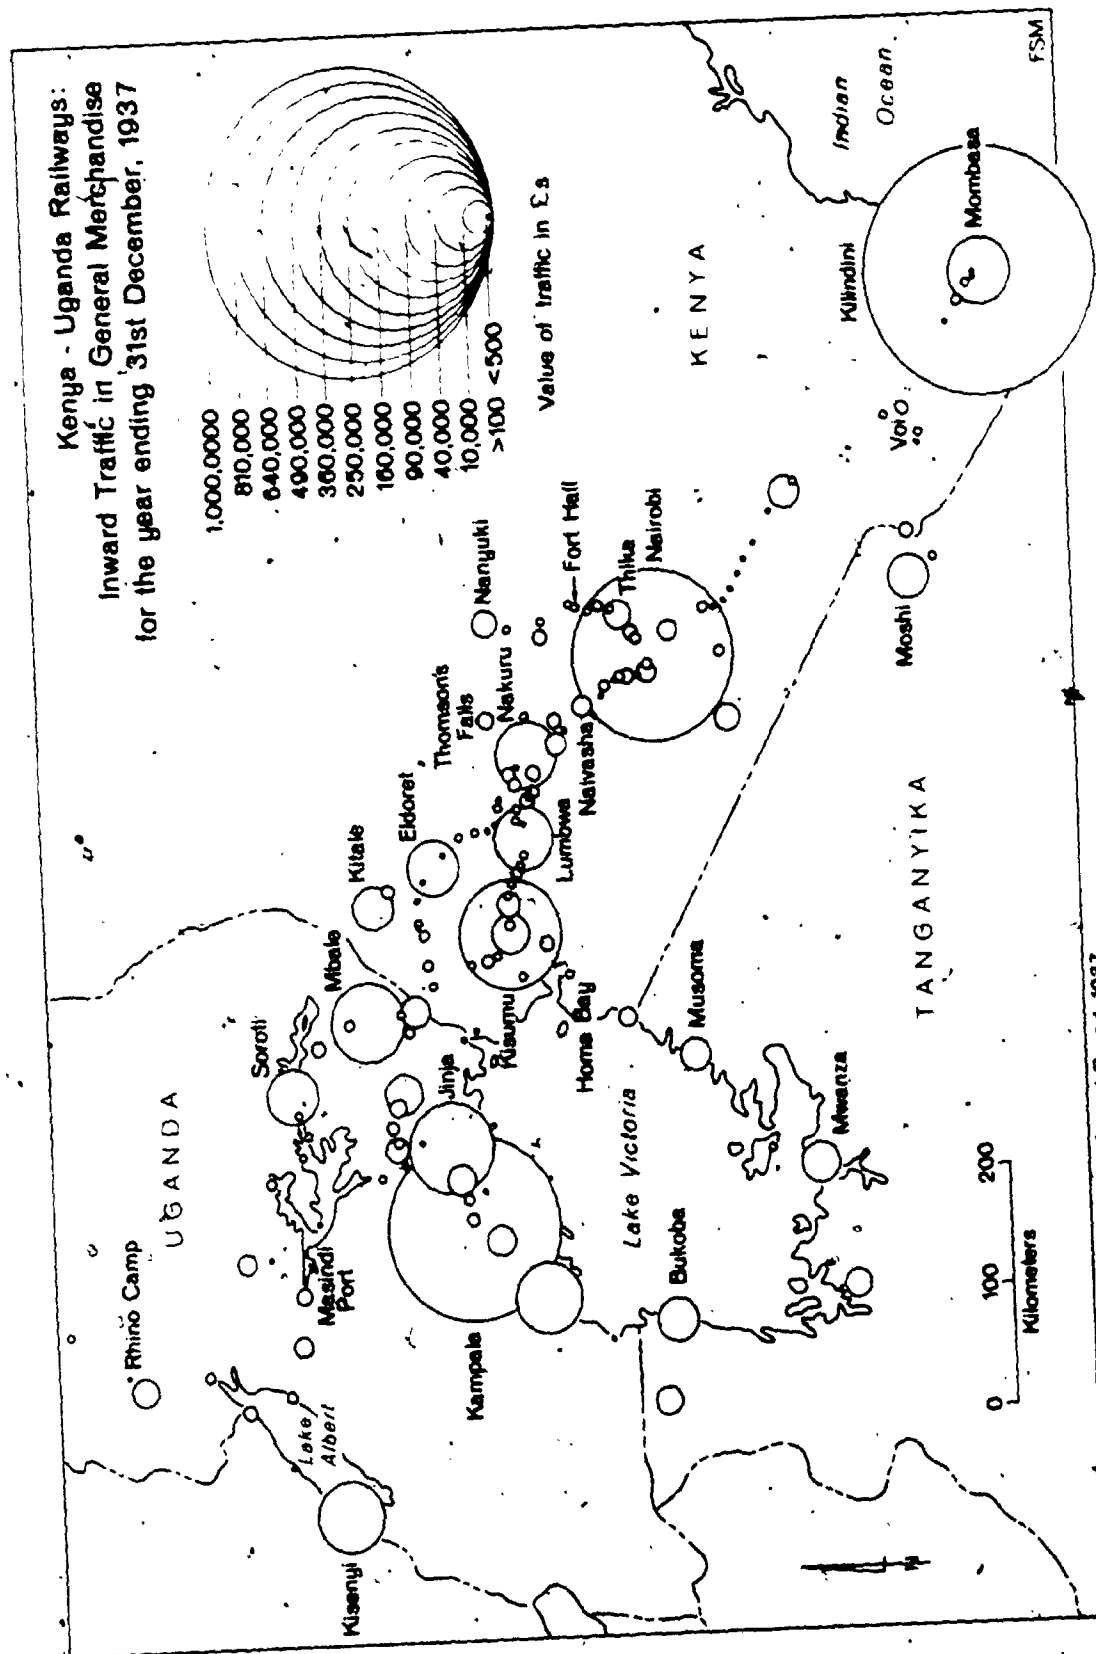 Kenya - Uganda Railways:
Inward Traffic in General Merchandise
for the year ending 31st December, 1937
1,000,0000
810,000
640,000
490,000
360,000
250,000
160,000
90,000
40,000
10,000
>100 <500
Value of traffic in £s
UGANDA
Rhino Camp
Masindi
Port
Lake
Albert
Kisenyi
Soroti
Mbale
Kitale
Eldoret
Thomson's
Falls
Nakuru
Nanyuki
Fort Hall
Thika
Nairobi
Naivasha
Lumbwa
Kisumu
Homa Bay
Jinja
Kampala
Lake Victoria
Bukoba
Musoma
Mwanza
KENYA
Kilindini
Mombasa
Voi
Moshi
Indian
Ocean
TANGANYIKA
0 100 200
Kilometers
N
FSM
1937